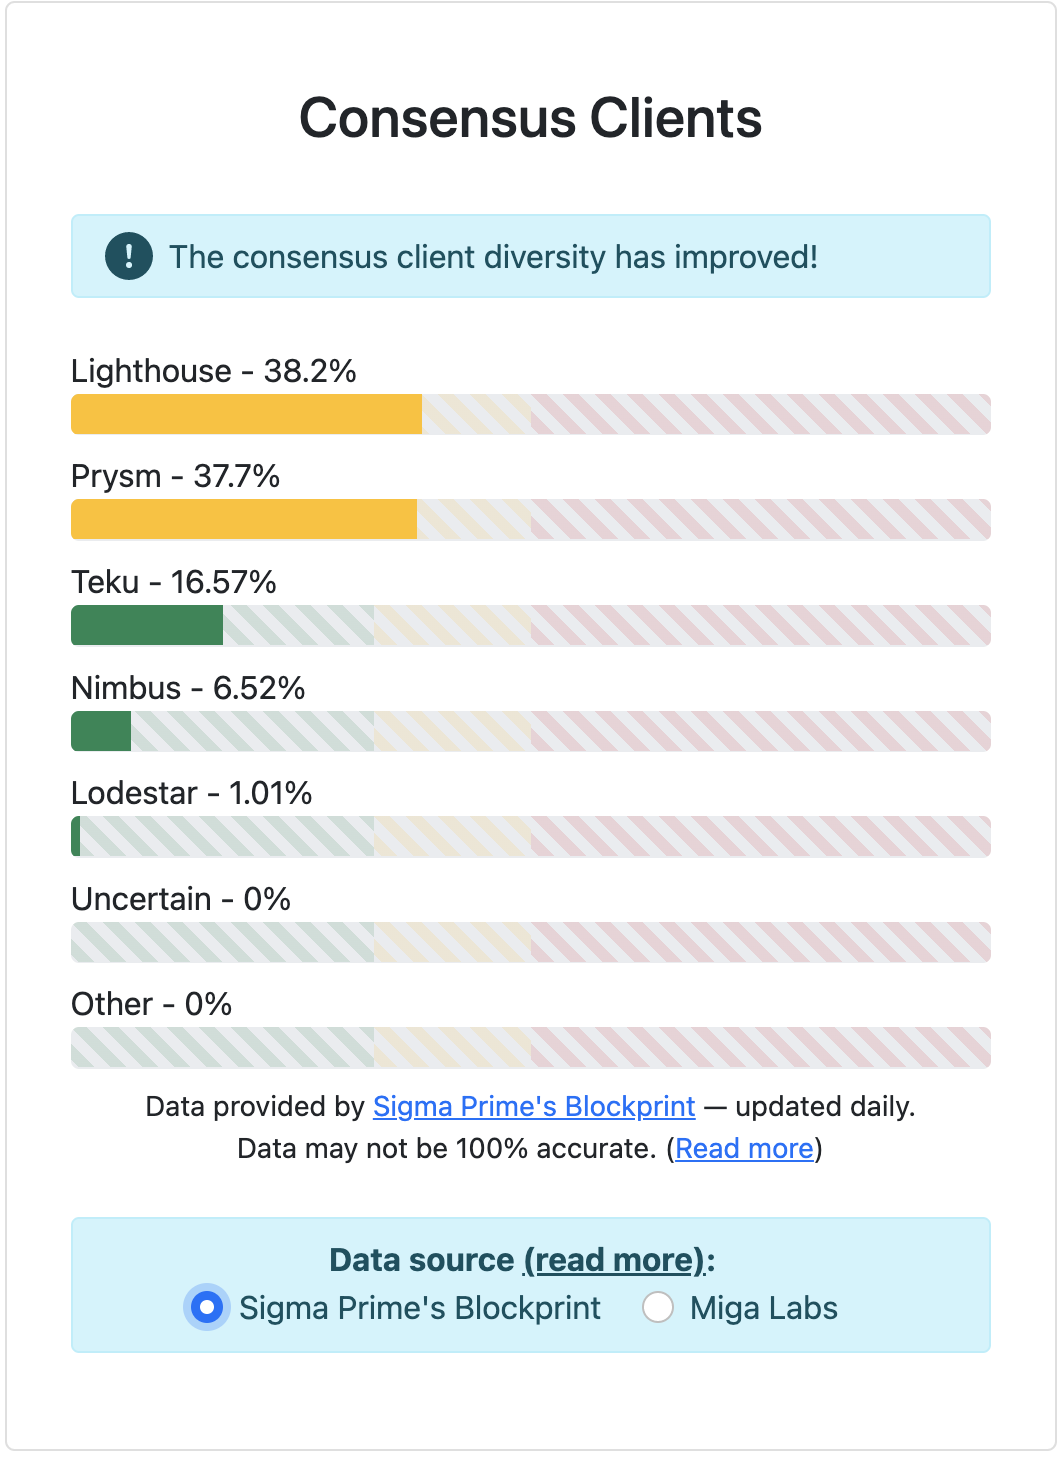 Consensus Clients
! The consensus client diversity has improved!
Lighthouse - 38.2%
Prysm - 37.7%
Teku - 16.57%
Nimbus - 6.52%
Lodestar - 1.01%
Uncertain - 0%
Other - 0%
Data provided by Sigma Prime's Blockprint — updated daily.
Data may not be 100% accurate. (Read more)
Data source (read more):
Sigma Prime's Blockprint Miga Labs